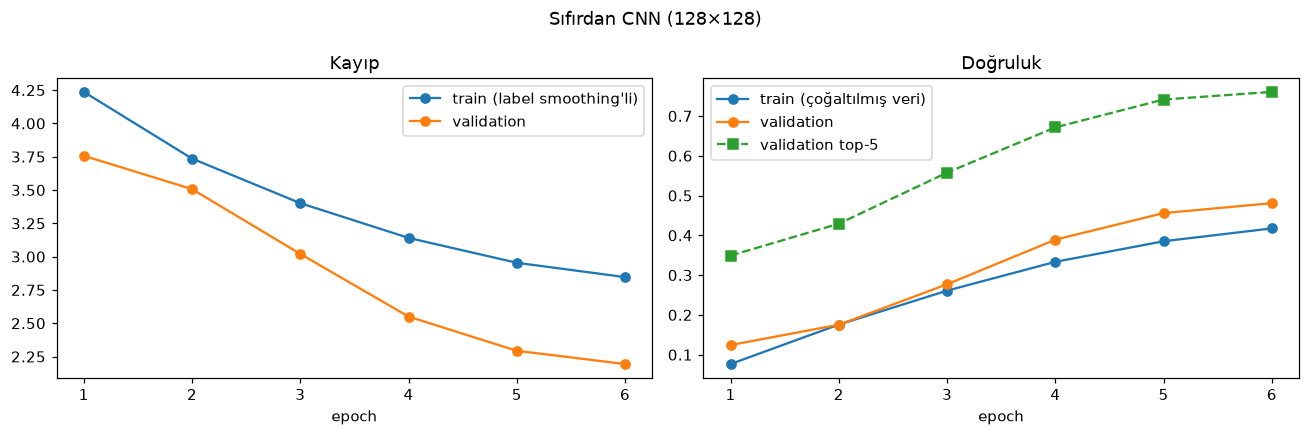 Sıfırdan CNN (128×128)
Kayıp
4.25
4.00
3.75
3.50
3.25
3.00
2.75
2.50
2.25
train (label smoothing'li)
validation
1 2 3 4 5 6
epoch
Doğruluk
0.7
0.6
0.5
0.4
0.3
0.2
0.1
train (çoğaltılmış veri)
validation
validation top-5
1 2 3 4 5 6
epoch